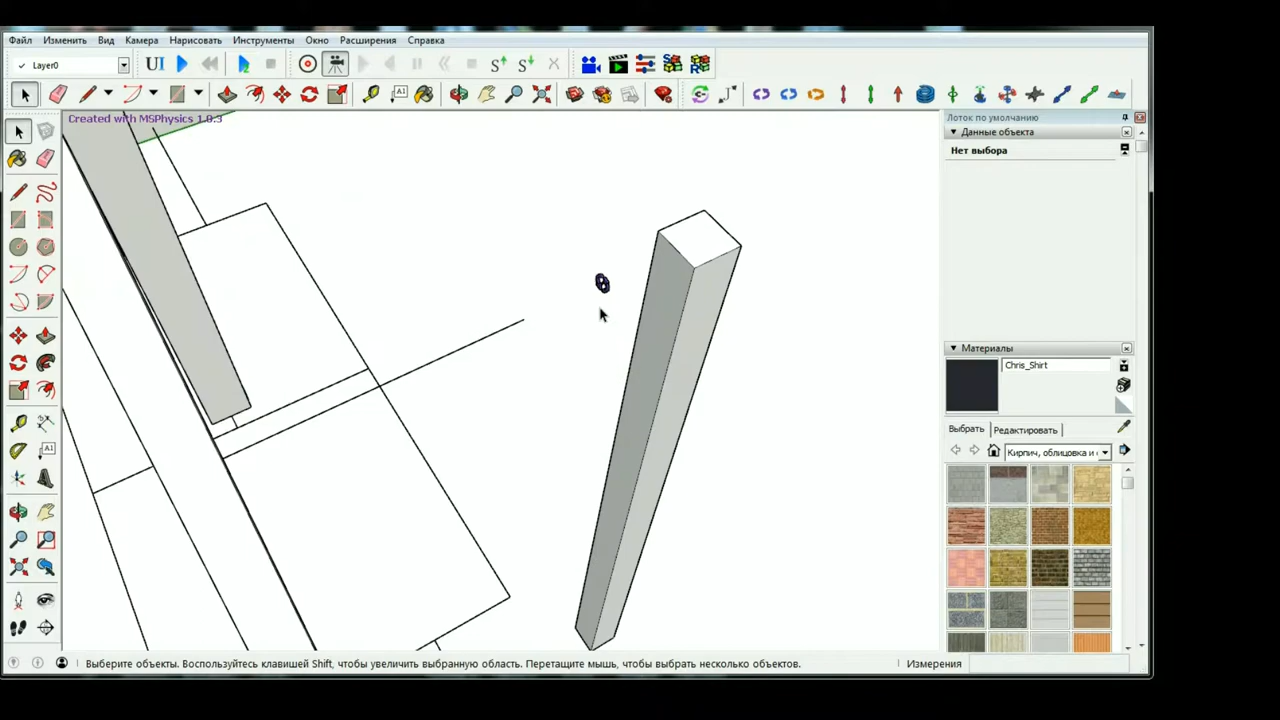 Файл Изменить Вид Камера Нарисовать Инструменты Окно Расширения Справка
Layer0
UI
Created with MSPhysics 1.0.3
Лоток по умолчанию
Данные объекта
Нет выбора
Материалы
Chris_Shirt
Выбрать Редактировать
Кирпич, облицовка и
Выберите объекты. Воспользуйтесь клавишей Shift, чтобы увеличить выбранную область. Перетащите мышь, чтобы выбрать несколько объектов.
Измерения